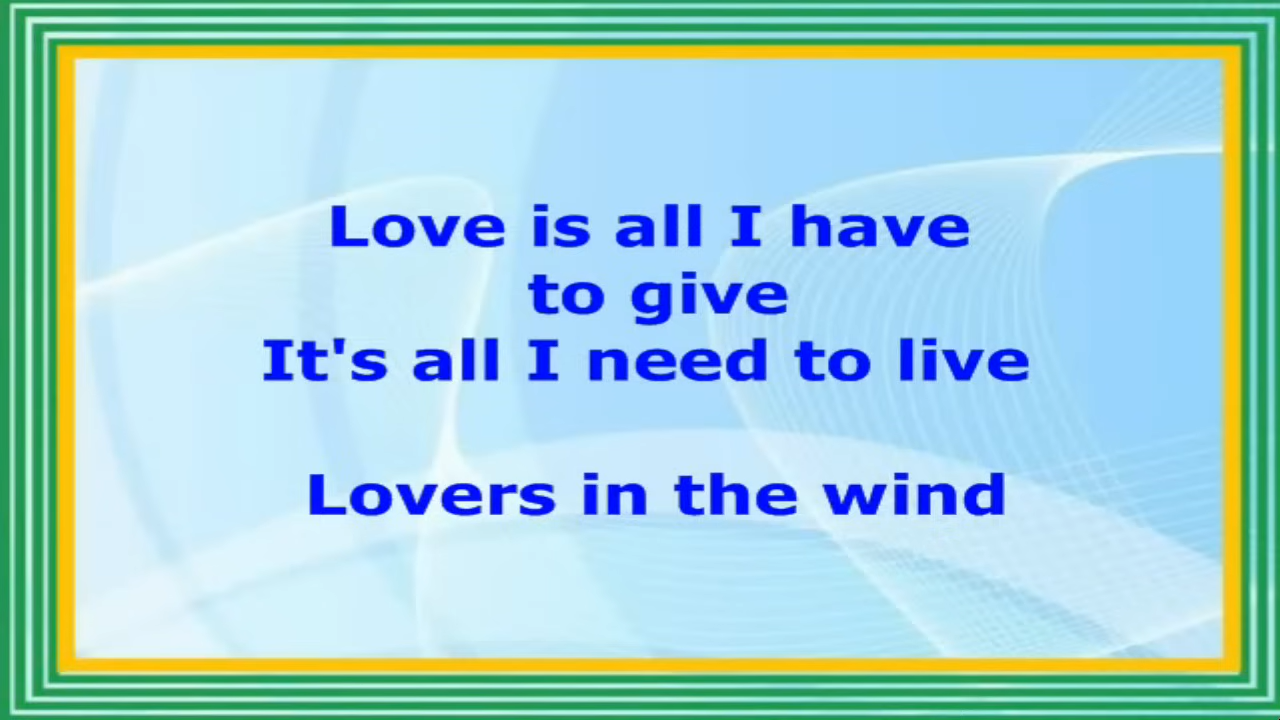 Love is all I have
to give
It's all I need to live
Lovers in the wind